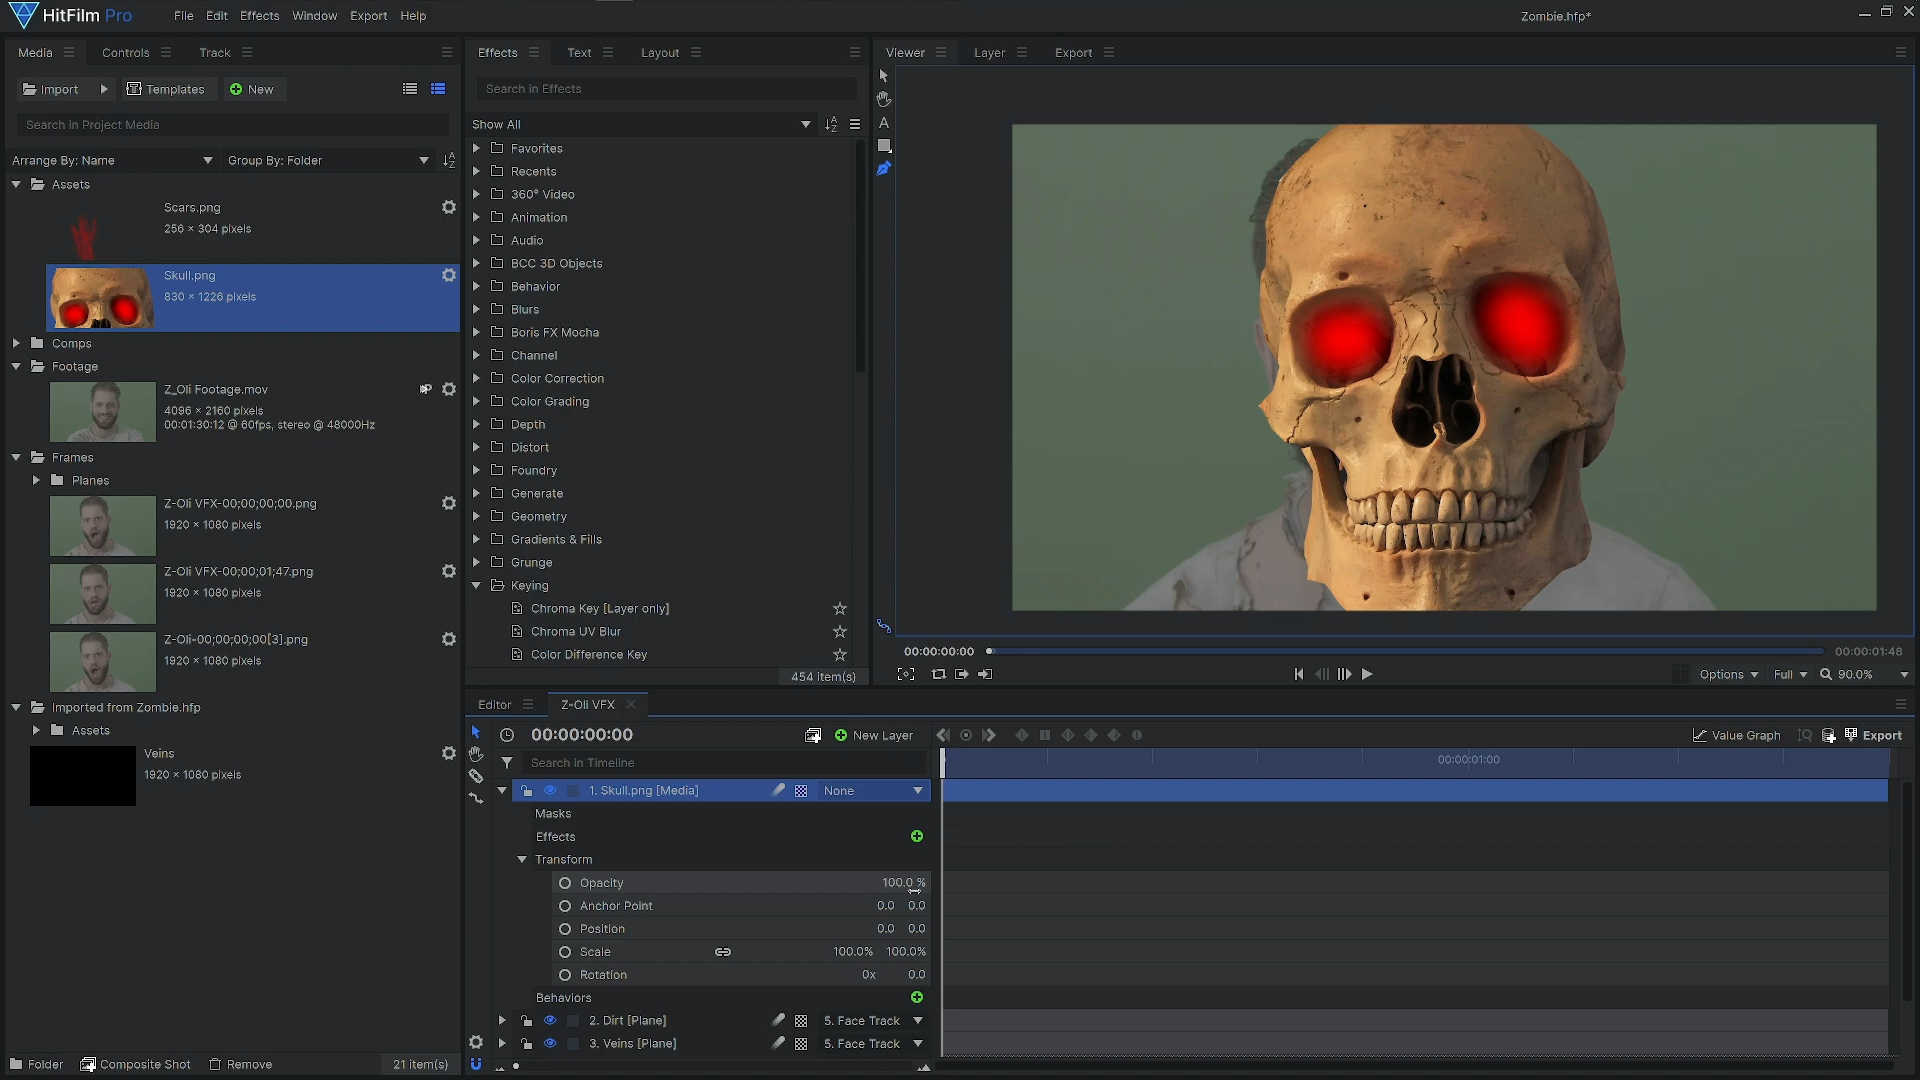 HitFilm Pro
File Edit Effects Window Export Help
Zombie.hfp*
Media Controls Track
Import Templates New
Search in Project Media
Arrange By: Name Group By: Folder
Assets
Scars.png
256 × 304 pixels
Skull.png
830 × 1226 pixels
Comps
Footage
Z_Oli Footage.mov
4096 × 2160 pixels
00:01:30:12 @ 60fps, stereo @ 48000Hz
Frames
Planes
Z-Oli VFX-00;00;00;00.png
1920 × 1080 pixels
Z-Oli VFX-00;00;01;47.png
1920 × 1080 pixels
Z-Oli-00;00;00;00[3].png
1920 × 1080 pixels
Imported from Zombie.hfp
Assets
Veins
1920 × 1080 pixels
Folder Composite Shot Remove 21 item(s)
Effects Text Layout
Search in Effects
Show All
Favorites
Recents
360° Video
Animation
Audio
BCC 3D Objects
Behavior
Blurs
Boris FX Mocha
Channel
Color Correction
Color Grading
Depth
Distort
Foundry
Generate
Geometry
Gradients & Fills
Grunge
Keying
Chroma Key [Layer only]
Chroma UV Blur
Color Difference Key
454 item(s)
Viewer Layer Export
A
00:00:00:00 00:00:01:48
Options Full 90.0%
Editor Z-Oli VFX
00:00:00:00 New Layer Value Graph Export
Search in Timeline
00:00:01:00
1. Skull.png [Media] None
Masks
Effects
Transform
Opacity 100.0 %
Anchor Point 0.0 0.0
Position 0.0 0.0
Scale 100.0% 100.0%
Rotation 0x 0.0
Behaviors
2. Dirt [Plane] 5. Face Track
3. Veins [Plane] 5. Face Track